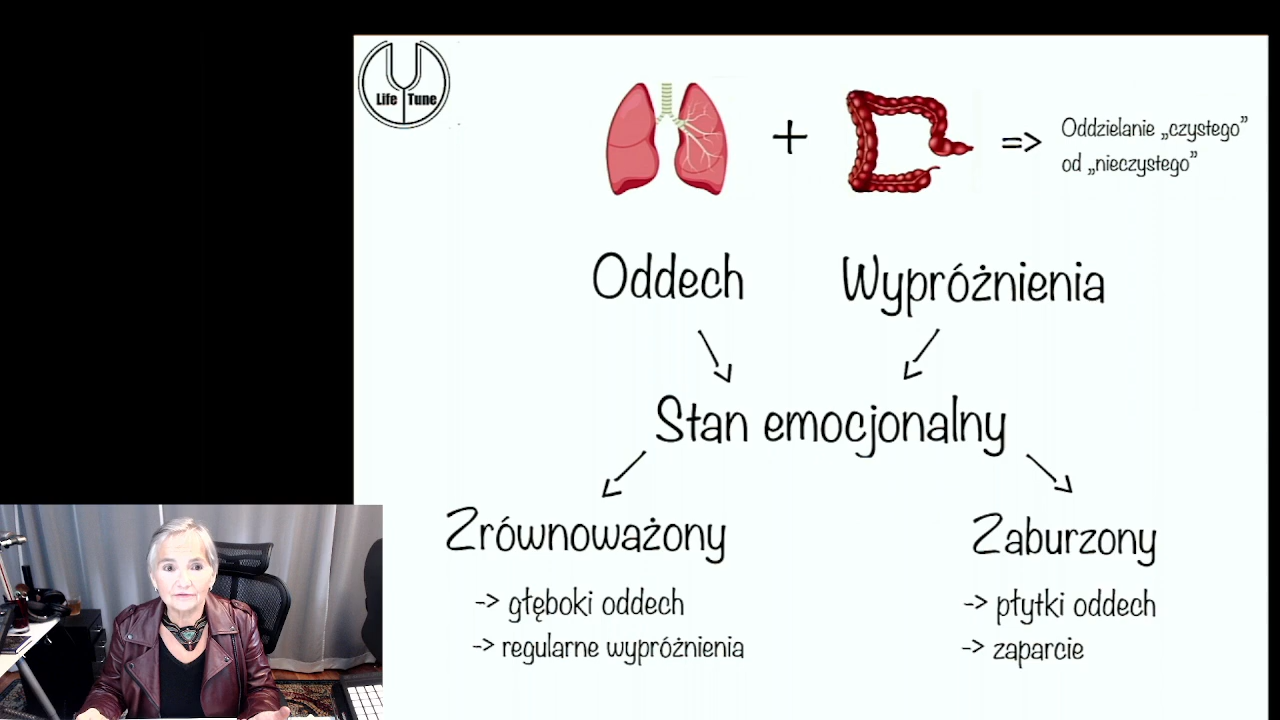 Life Tune
+
=> Oddzielanie „czystego”
od „nieczystego”
Oddech Wypróżnienia
Stan emocjonalny
Zrównoważony
-> głęboki oddech
-> regularne wypróżnienia
Zaburzony
-> płytki oddech
-> zaparcie